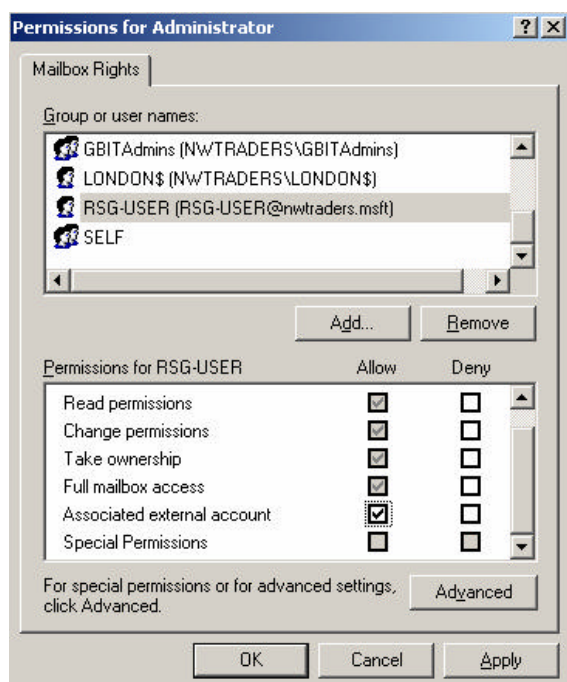 Permissions for Administrator
Mailbox Rights
Group or user names:
GBITAdmins (NWTRADERS\GBITAdmins)
LONDON$ (NWTRADERS\LONDON$)
RSG-USER (RSG-USER@nwtraders.msft)
SELF
Add... Remove
Permissions for RSG-USER Allow Deny
Read permissions
Change permissions
Take ownership
Full mailbox access
Associated external account
Special Permissions
For special permissions or for advanced settings,
click Advanced.
Advanced
OK Cancel Apply